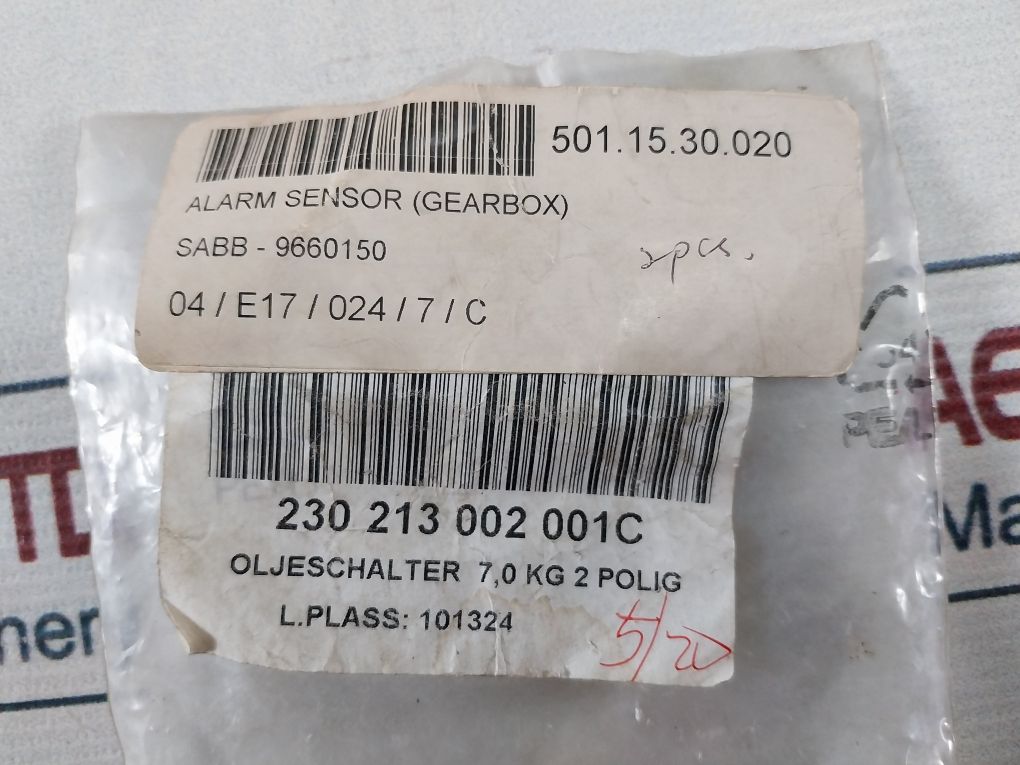 501.15.30.020
ALARM SENSOR (GEARBOX)
SABB - 9660150
2pcs.
04 / E17 / 024 / 7 / C
230 213 002 001C
OLJESCHALTER 7,0 KG 2 POLIG
L.PLASS: 101324
5/20